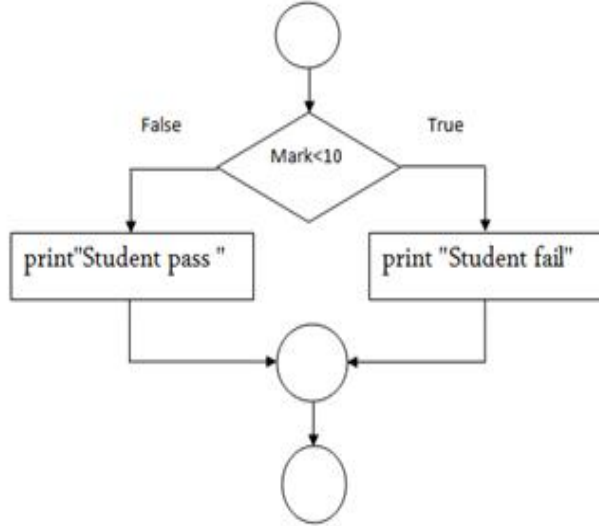 False
True
Mark<10
print"Student pass "
print "Student fail"